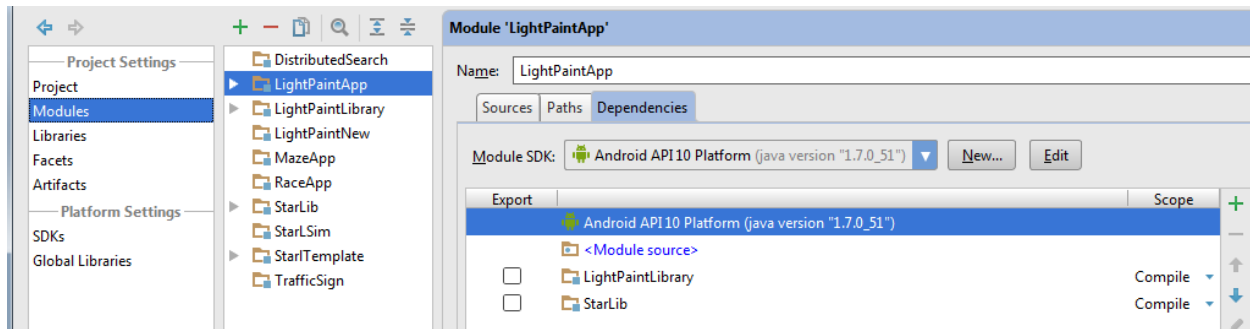 Project Settings
Project
Modules
Libraries
Facets
Artifacts
Platform Settings
SDKs
Global Libraries
DistributedSearch
LightPaintApp
LightPaintLibrary
LightPaintNew
MazeApp
RaceApp
StarLib
StarLSim
StarlTemplate
TrafficSign
Module 'LightPaintApp'
Name: LightPaintApp
Sources Paths Dependencies
Module SDK: Android API 10 Platform (java version "1.7.0_51") New... Edit
Export Scope
Android API 10 Platform (java version "1.7.0_51")
<Module source>
LightPaintLibrary Compile
StarLib Compile